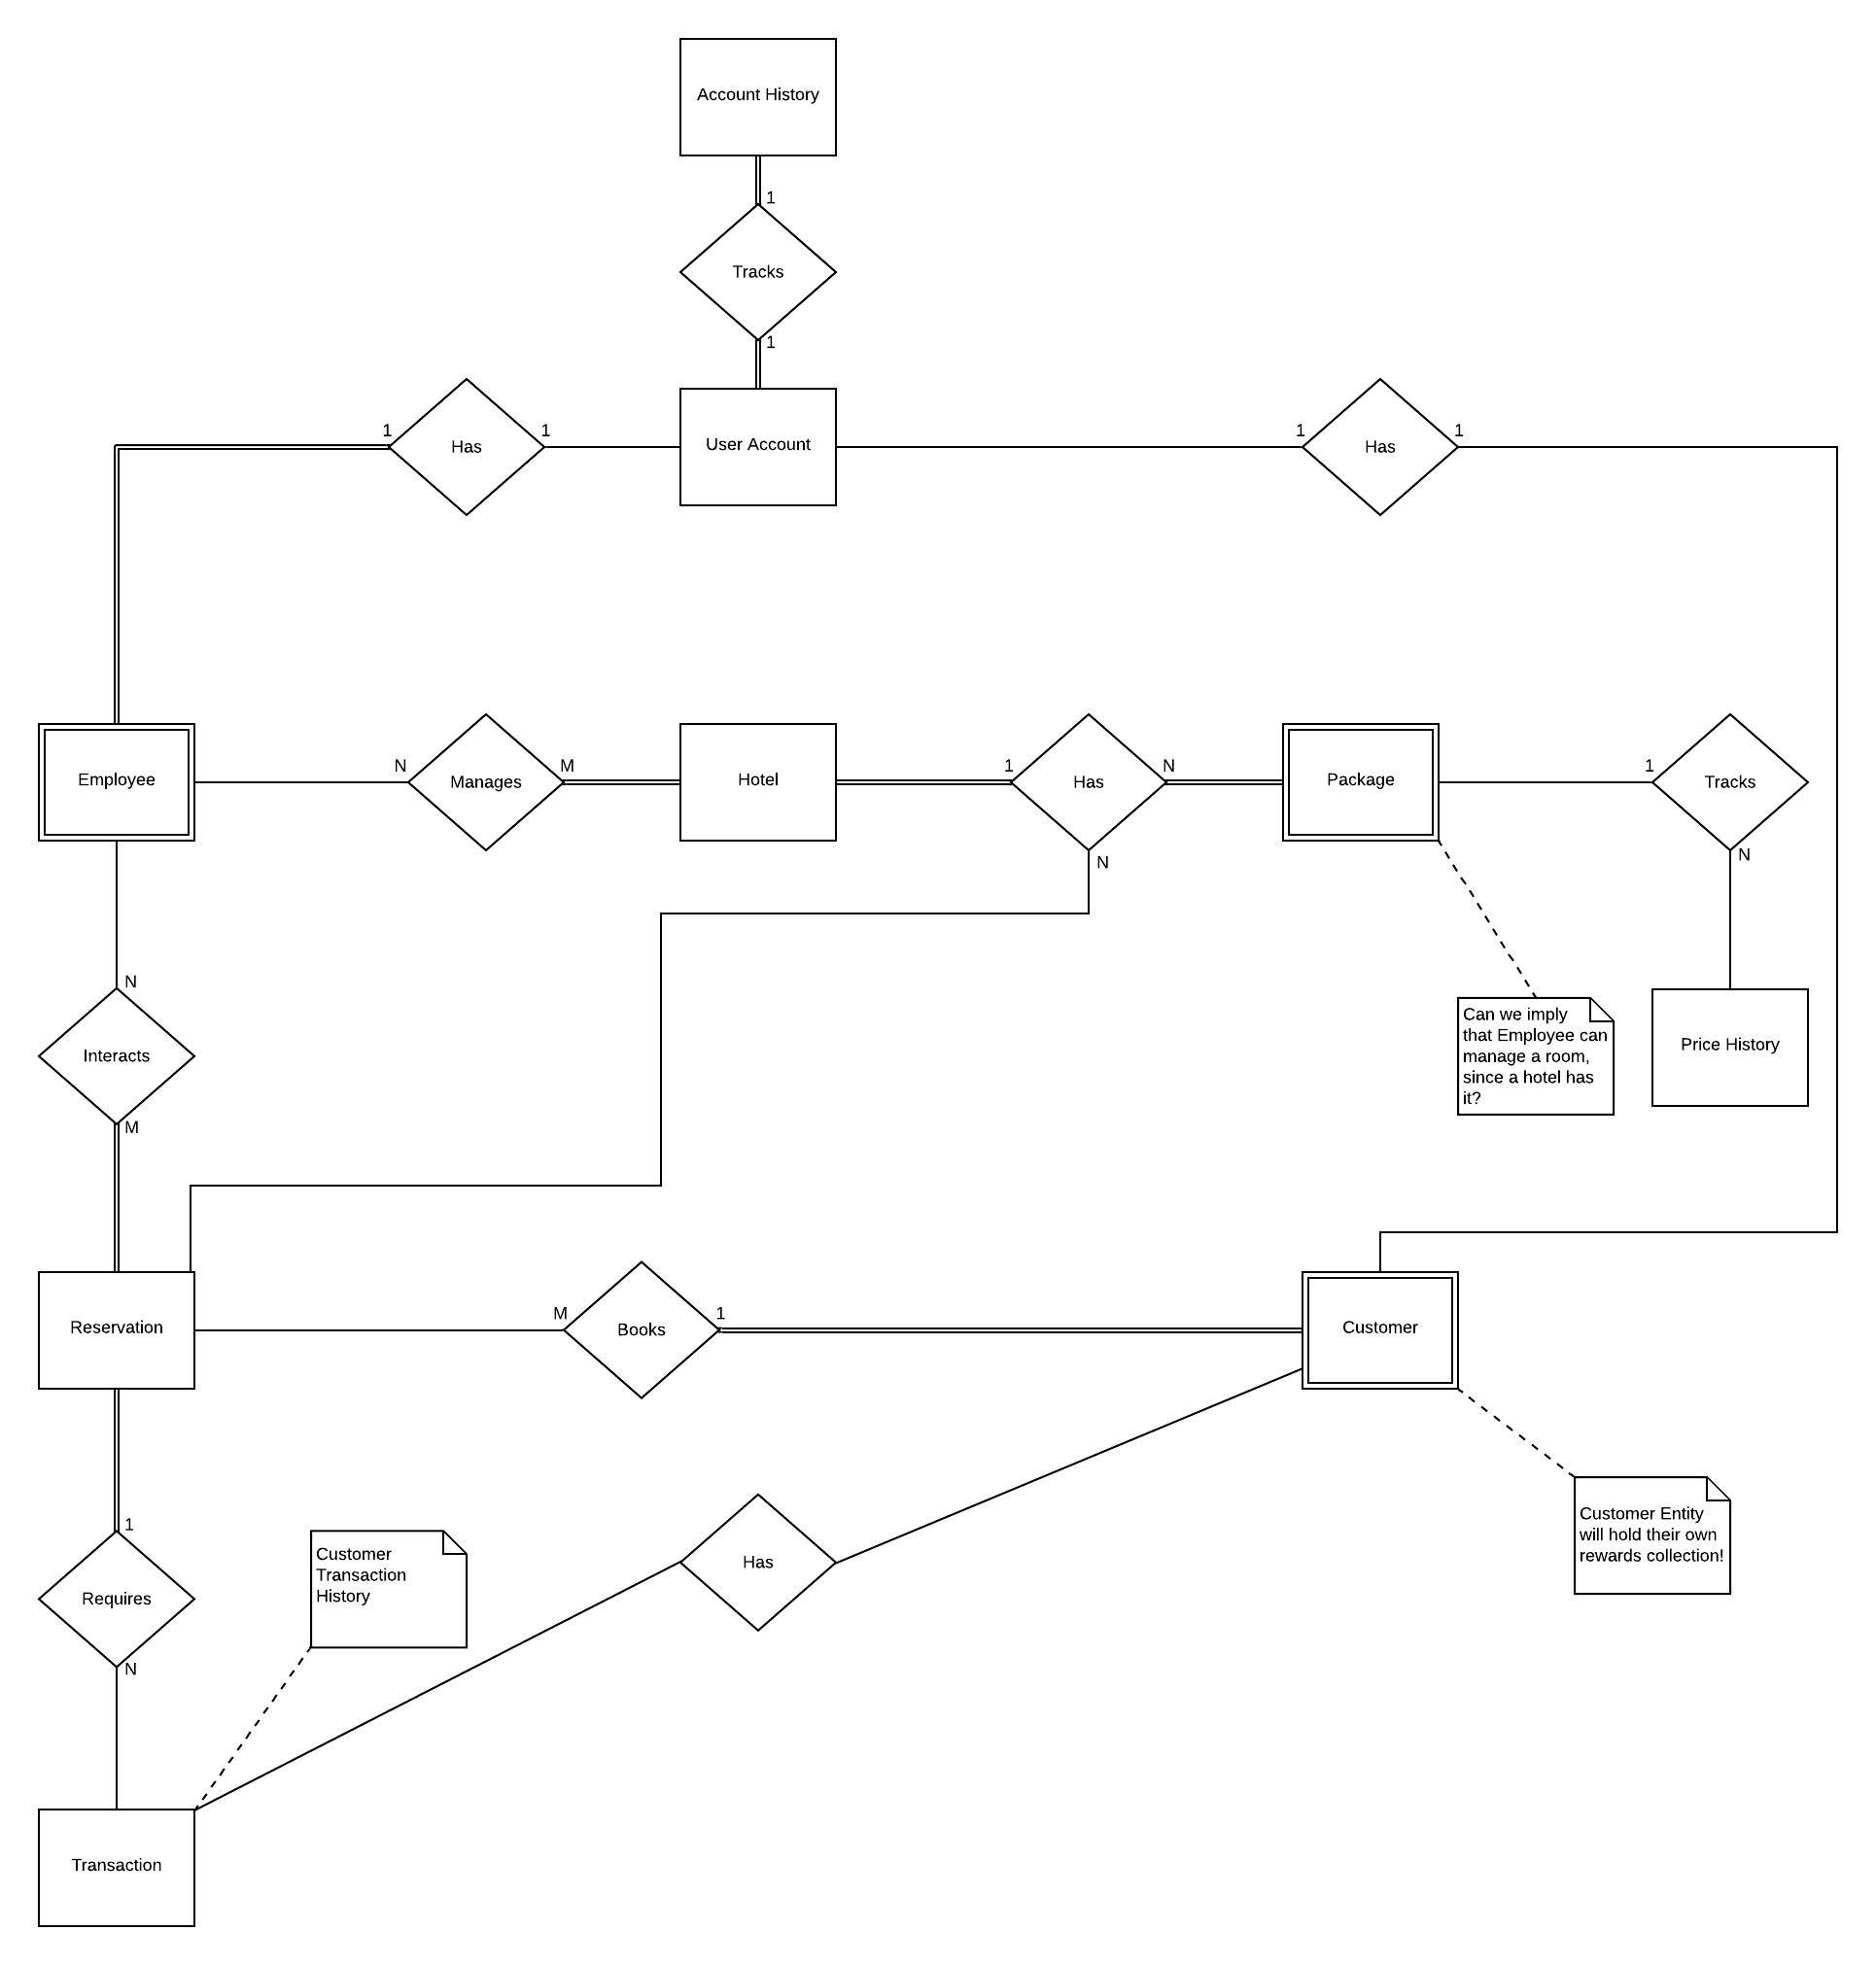 Account History
1
Tracks
1
1
Has
1
User Account
1
Has
1
Employee
N
Manages
M
Hotel
1
Has
N
Package
1
Tracks
N
N
N
Interacts
M
Can we imply
that Employee can
manage a room,
since a hotel has
it?
Price History
Reservation
M
Books
1
Customer
1
Requires
N
Customer
Transaction
History
Has
Customer Entity
will hold their own
rewards collection!
Transaction